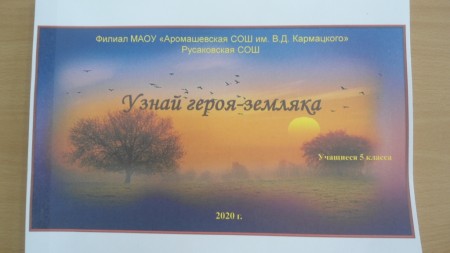 Филиал МАОУ «Аромашевская СОШ им. В.Д. Кармацкого»
Русаковская СОШ
Узнай героя-земляка
Учащиеся 5 класса
2020 г.